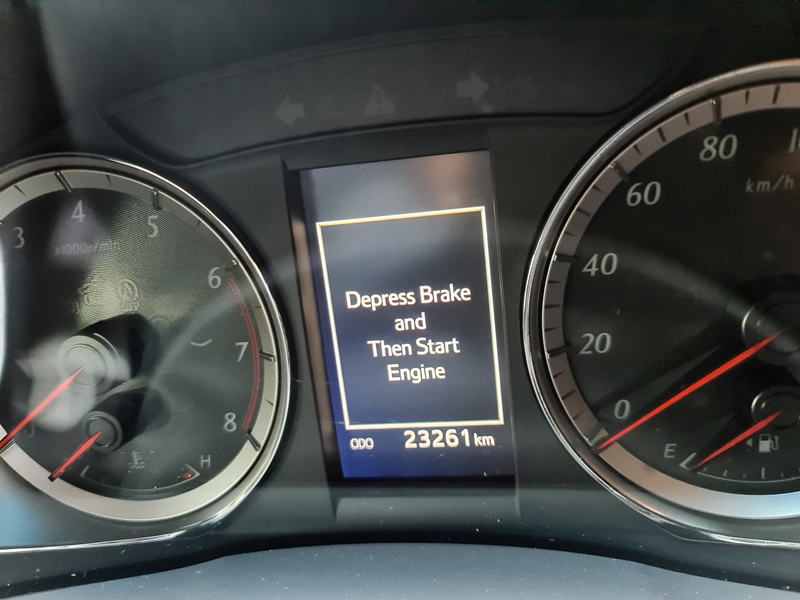 3
4
5
6
7
8
x1000r/min
H
Depress Brake
and
Then Start
Engine
ODO 23261 km
0
20
40
60
80
km/h
E